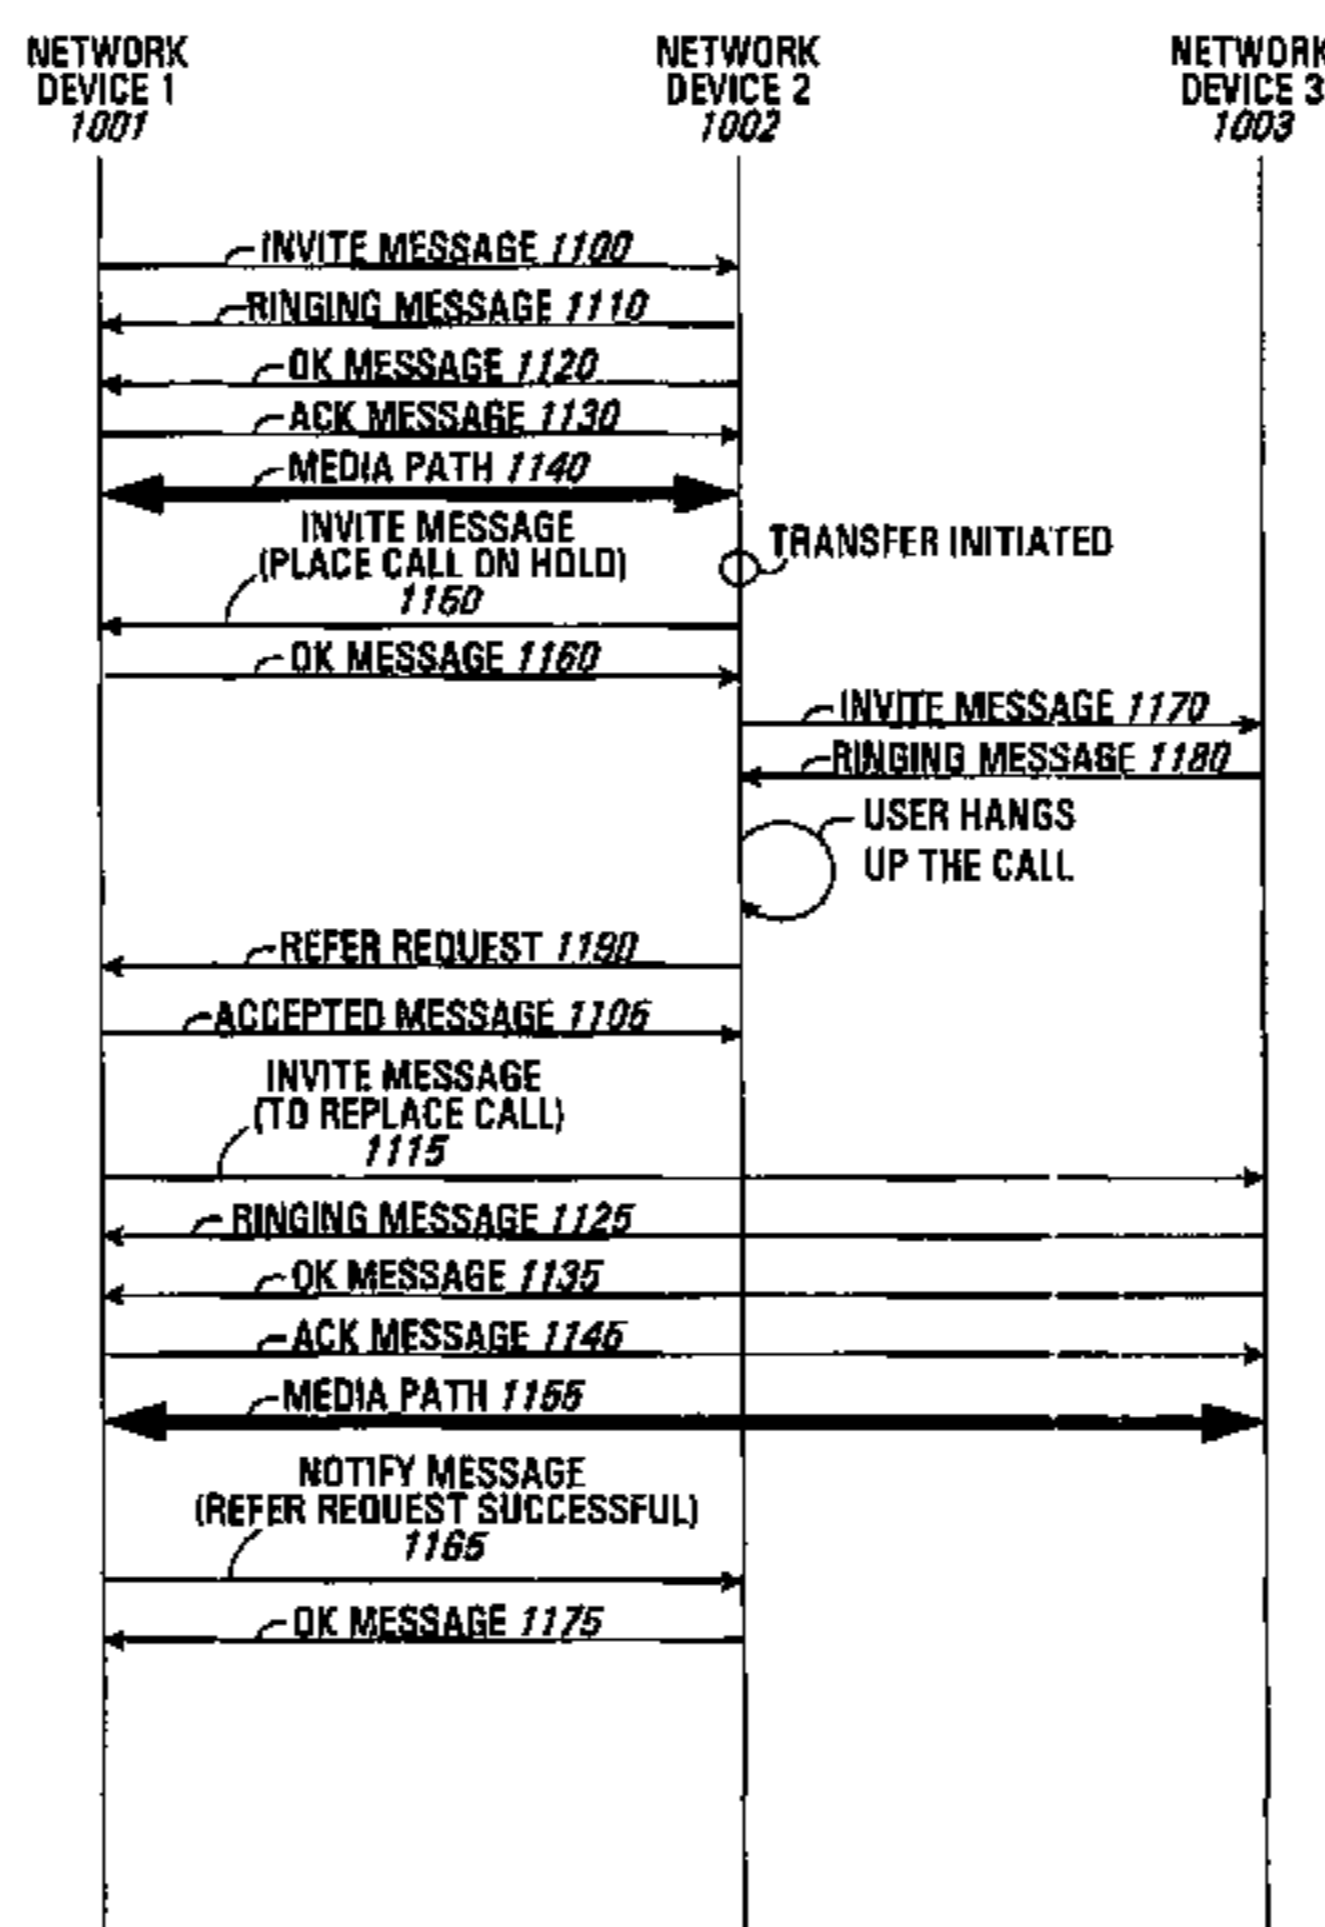 NETWORK
DEVICE 1
1001
NETWORK
DEVICE 2
1002
NETWORK
DEVICE 3
1003
INVITE MESSAGE 1100
RINGING MESSAGE 1110
OK MESSAGE 1120
ACK MESSAGE 1130
MEDIA PATH 1140
INVITE MESSAGE
(PLACE CALL ON HOLD)
1150
TRANSFER INITIATED
OK MESSAGE 1160
INVITE MESSAGE 1170
RINGING MESSAGE 1180
USER HANGS
UP THE CALL
REFER REQUEST 1190
ACCEPTED MESSAGE 1105
INVITE MESSAGE
(TO REPLACE CALL)
1115
RINGING MESSAGE 1125
OK MESSAGE 1135
ACK MESSAGE 1145
MEDIA PATH 1155
NOTIFY MESSAGE
(REFER REQUEST SUCCESSFUL)
1165
OK MESSAGE 1175